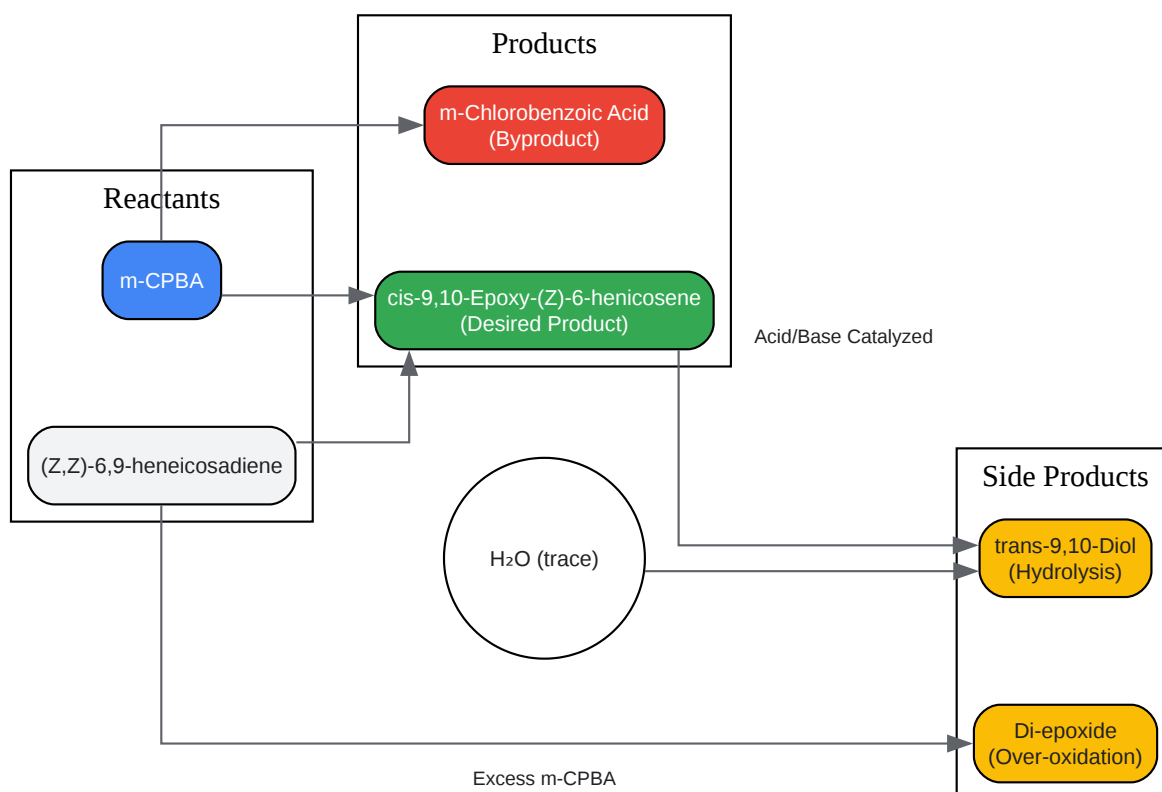 Products
m-Chlorobenzoic Acid
(Byproduct)
Reactants
m-CPBA
cis-9,10-Epoxy-(Z)-6-henicosene
(Desired Product)
Acid/Base Catalyzed
(Z,Z)-6,9-heneicosadiene
Side Products
H₂O (trace)
trans-9,10-Diol
(Hydrolysis)
Di-epoxide
(Over-oxidation)
Excess m-CPBA